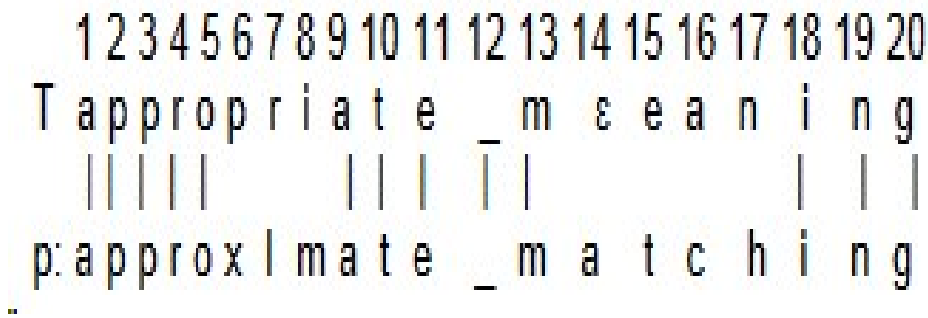 1 2 3 4 5 6 7 8 9 10 11 12 13 14 15 16 17 18 19 20
T a p p r o p r i a t e _ m ε e a n i n g
| | | | | | | | | | | | |
p: a p p r o x I m a t e _ m a t c h i n g